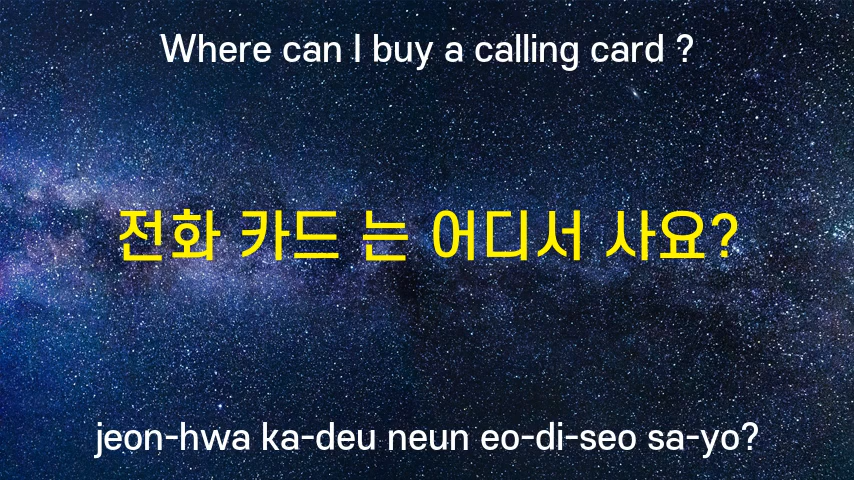 Where can I buy a calling card ?
전화 카드 는 어디서 사요?
jeon-hwa ka-deu neun eo-di-seo sa-yo?